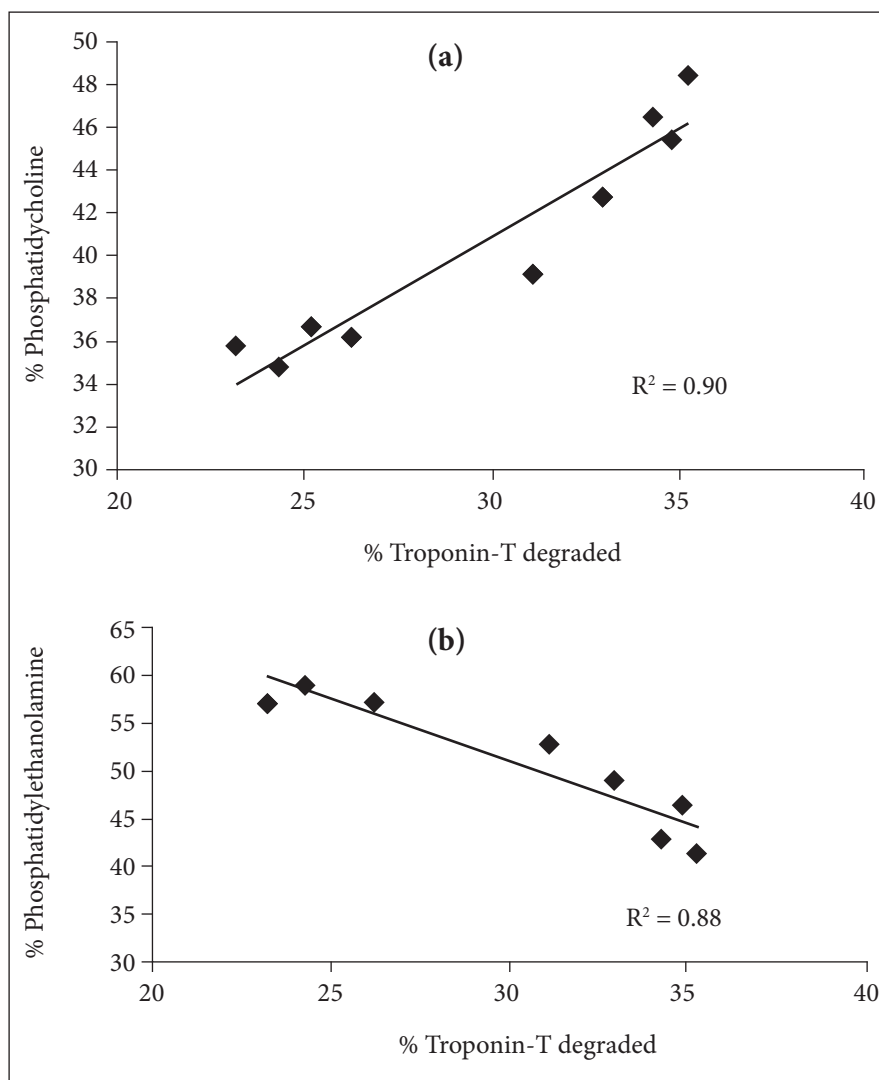 (a)
% Phosphatidycholine
50
48
46
44
42
40
38
36
34
32
30
R² = 0.90
20 25 30 35 40
% Troponin-T degraded
(b)
% Phosphatidylethanolamine
65
60
55
50
45
40
35
30
R² = 0.88
20 25 30 35 40
% Troponin-T degraded